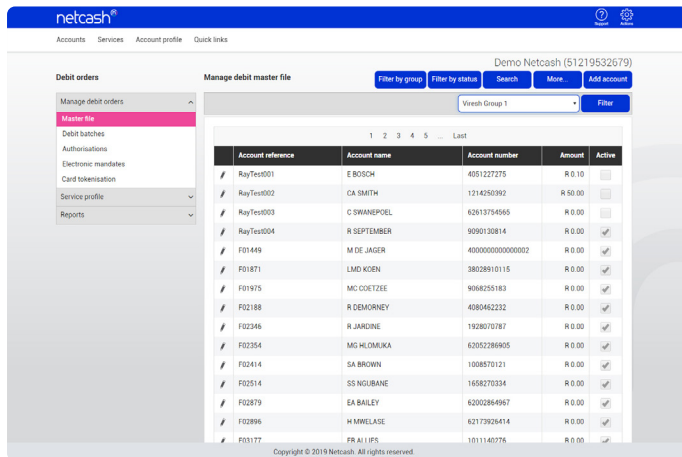 netcash®
Support
Actions
Accounts Services Account profile Quick links
Demo Netcash (51219532679)
Debit orders
Manage debit master file
Filter by group Filter by status Search More... Add account
Manage debit orders
Viresh Group 1 Filter
Master file
Debit batches
Authorisations
Electronic mandates
Card tokenisation
Service profile
Reports
1 2 3 4 5 ... Last
Account reference Account name Account number Amount Active
RayTest001 E BOSCH 4051227275 R 0.10
RayTest002 CA SMITH 1214250392 R 50.00
RayTest003 C SWANEPOEL 62613754565 R 0.00
RayTest004 R SEPTEMBER 9090130814 R 0.00
F01449 M DE JAGER 4000000000000002 R 0.00
F01871 LMD KOEN 38028910115 R 0.00
F01975 MC COETZEE 9068255183 R 0.00
F02188 R DEMORNEY 4080462232 R 0.00
F02346 R JARDINE 1928070787 R 0.00
F02354 MG HLOMUKA 62052286905 R 0.00
F02414 SA BROWN 1008570121 R 0.00
F02514 SS NGUBANE 1658270334 R 0.00
F02879 EA BAILEY 62002864967 R 0.00
F02896 H MWELASE 62173926414 R 0.00
F03177 FR ALLIES 1011140276 R 0.00
Copyright © 2019 Netcash. All rights reserved.